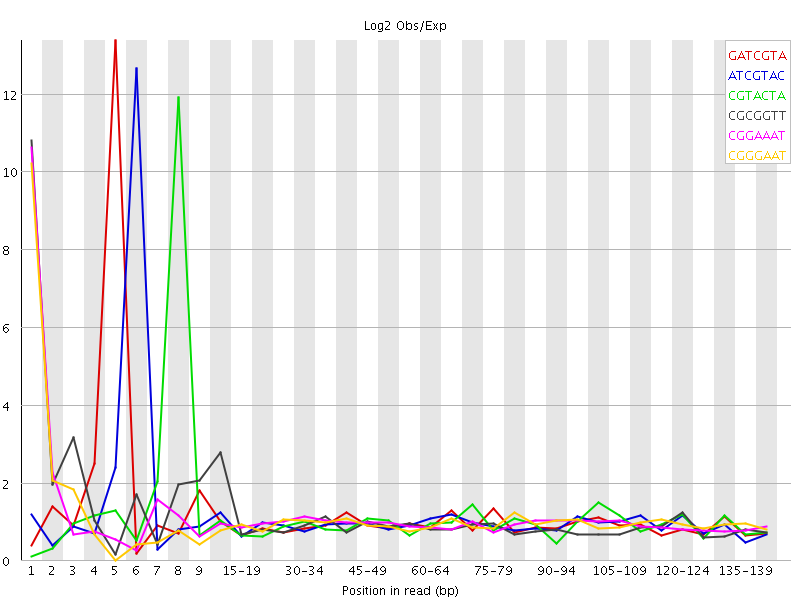 Log2 Obs/Exp
GATCGTA
ATCGTAC
CGTACTA
CGCGGTT
CGGAAAT
CGGGAAT
12
10
8
6
4
2
0
1 2 3 4 5 6 7 8 9 15-19 30-34 45-49 60-64 75-79 90-94 105-109 120-124 135-139
Position in read (bp)